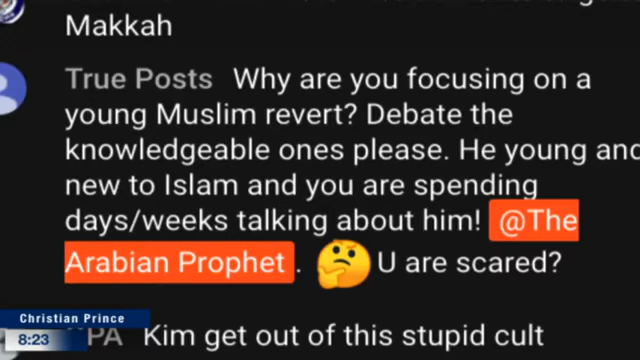 Makkah
True Posts Why are you focusing on a
young Muslim revert? Debate the
knowledgeable ones please. He young and
new to Islam and you are spending
days/weeks talking about him! @The
Arabian Prophet . 🤔 U are scared?
Kim get out of this stupid cult
Christian Prince
8:23